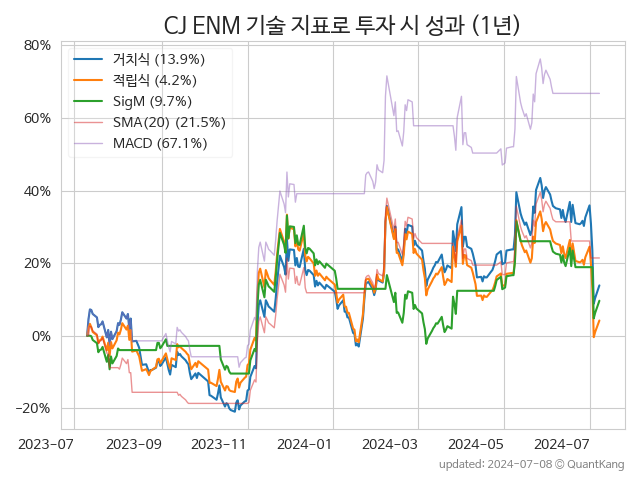 CJ ENM 기술 지표로 투자 시 성과 (1년)
80%
60%
40%
20%
0%
−20%
거치식 (13.9%)
적립식 (4.2%)
SigM (9.7%)
SMA(20) (21.5%)
MACD (67.1%)
2023-07 2023-09 2023-11 2024-01 2024-03 2024-05 2024-07
updated: 2024-07-08 © QuantKang